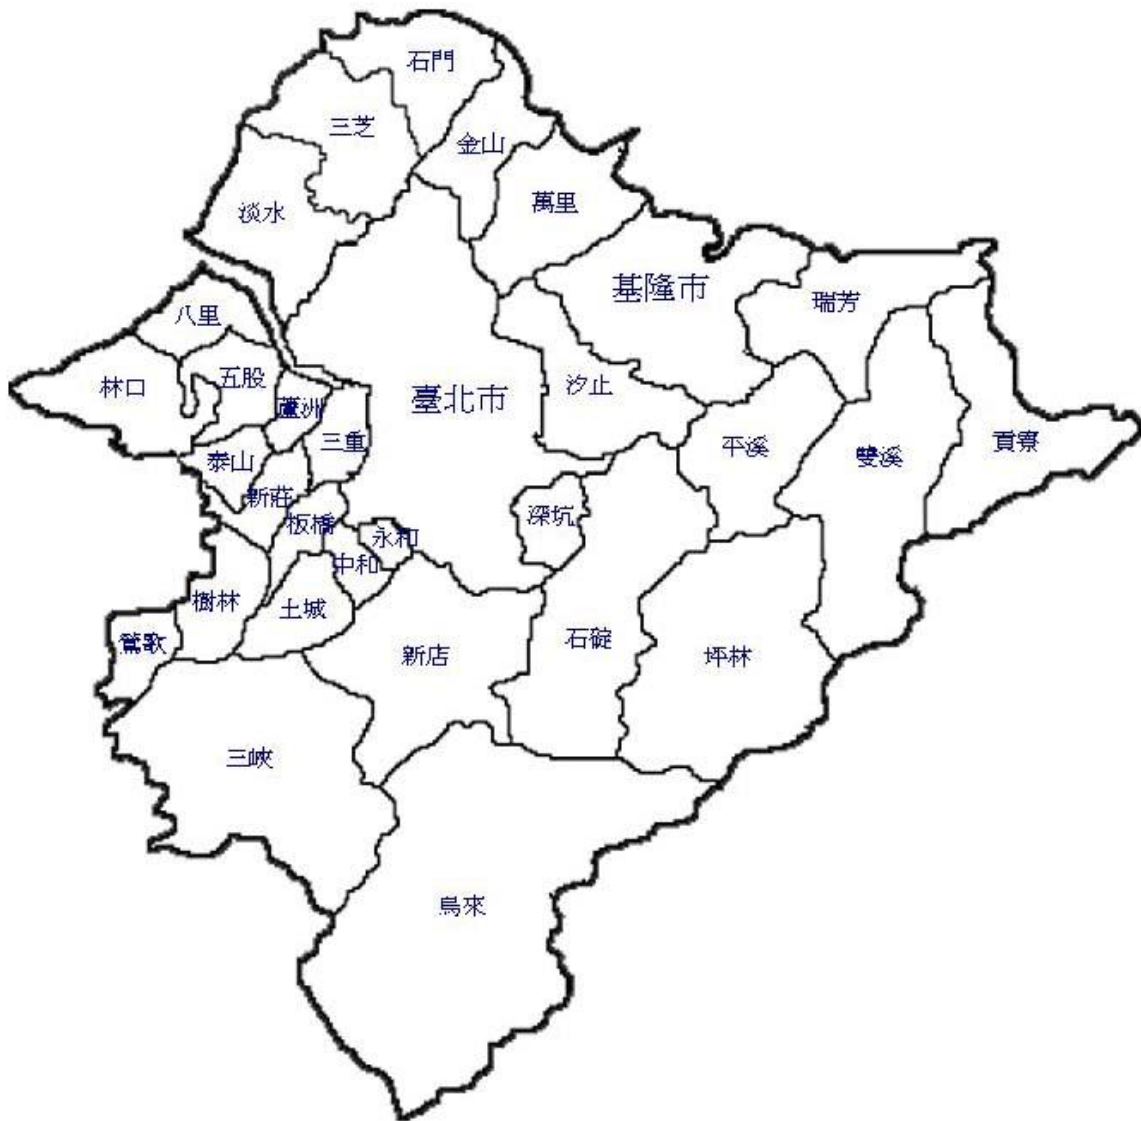 石門
三芝
金山
淡水
萬里
基隆市
瑞芳
八里
林口
五股
蘆洲
臺北市
汐止
三重
平溪
雙溪
貢寮
泰山
新莊
板橋
深坑
永和
中和
樹林
土城
鶯歌
新店
石碇
坪林
三峽
烏來